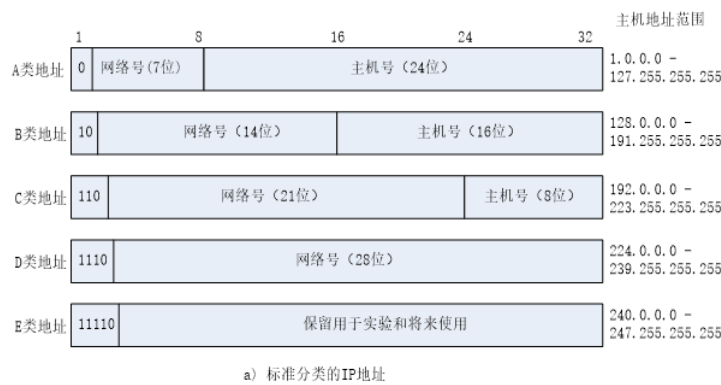 主机地址范围
1 8 16 24 32
A类地址 0 网络号(7位) 主机号（24位） 1.0.0.0 -
127.255.255.255
B类地址 10 网络号（14位） 主机号（16位） 128.0.0.0 -
191.255.255.255
C类地址 110 网络号（21位） 主机号（8位） 192.0.0.0 -
223.255.255.255
D类地址 1110 网络号（28位） 224.0.0.0 -
239.255.255.255
E类地址 11110 保留用于实验和将来使用 240.0.0.0 -
247.255.255.255
a）标准分类的IP地址